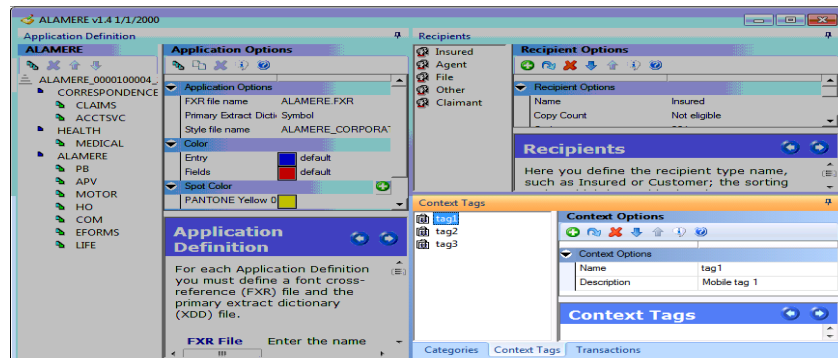 ALAMERE v1.4 1/1/2000
Application Definition
ALAMERE
ALAMERE_0000100004_
CORRESPONDENCE
CLAIMS
ACCTSVC
HEALTH
MEDICAL
ALAMERE
PB
APV
MOTOR
HO
COM
EFORMS
LIFE
Application Options
Application Options
FXR file name ALAMERE.FXR
Primary Extract Dicti Symbol
Style file name ALAMERE_CORPORAT
Color
Entry default
Fields default
Spot Color
PANTONE Yellow 0
Application
Definition
For each Application Definition
you must define a font cross-
reference (FXR) file and the
primary extract dictionary
(XDD) file.
FXR File Enter the name
Recipients
Insured
Agent
File
Other
Claimant
Recipient Options
Recipient Options
Name Insured
Copy Count Not eligible
Recipients
Here you define the recipient type name,
such as Insured or Customer; the sorting
Context Tags
tag1
tag2
tag3
Context Options
Context Options
Name tag1
Description Mobile tag 1
Context Tags
Categories Context Tags Transactions